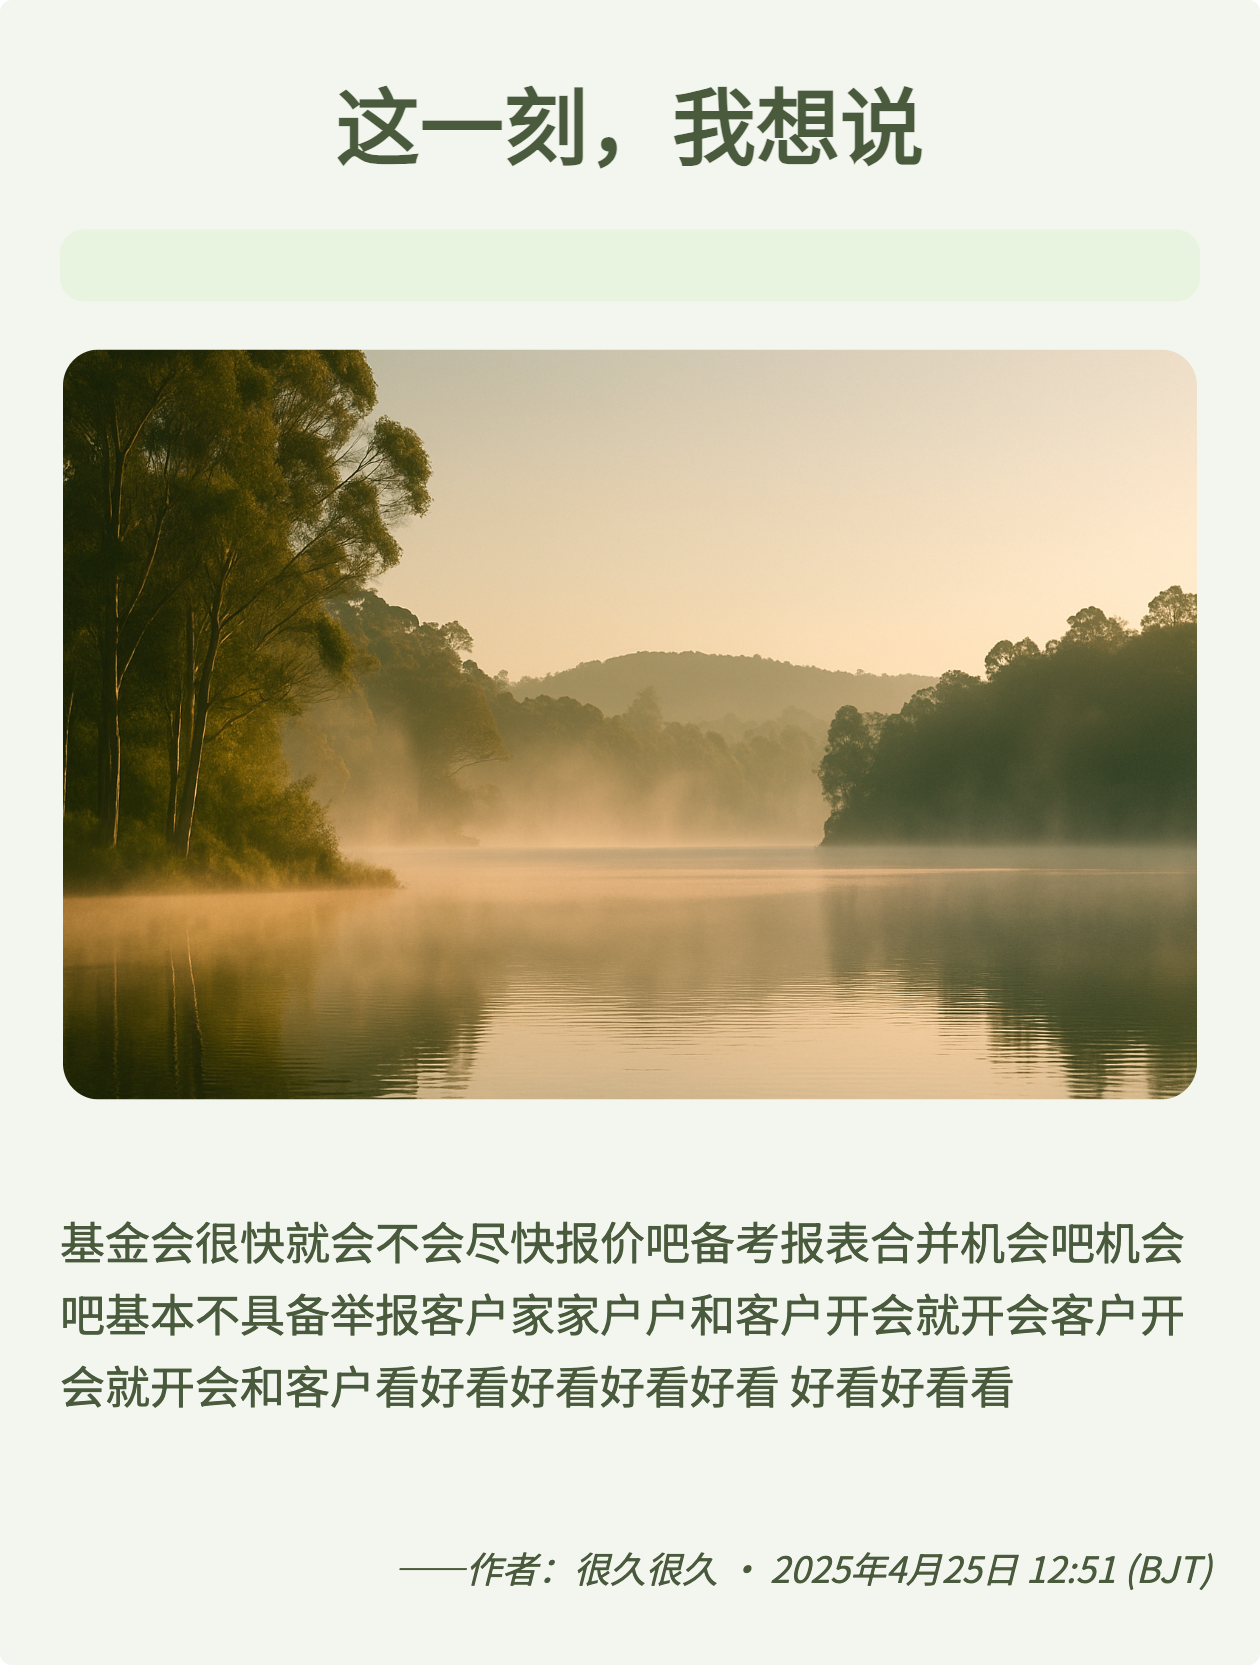 这一刻，我想说
基金会很快就会不会尽快报价吧备考报表合并机会吧机会
吧基本不具备举报客户家家户户和客户开会就开会客户开
会就开会和客户看好看好看好看好看 好看好看看
——作者：很久很久 · 2025年4月25日 12:51 (BJT)